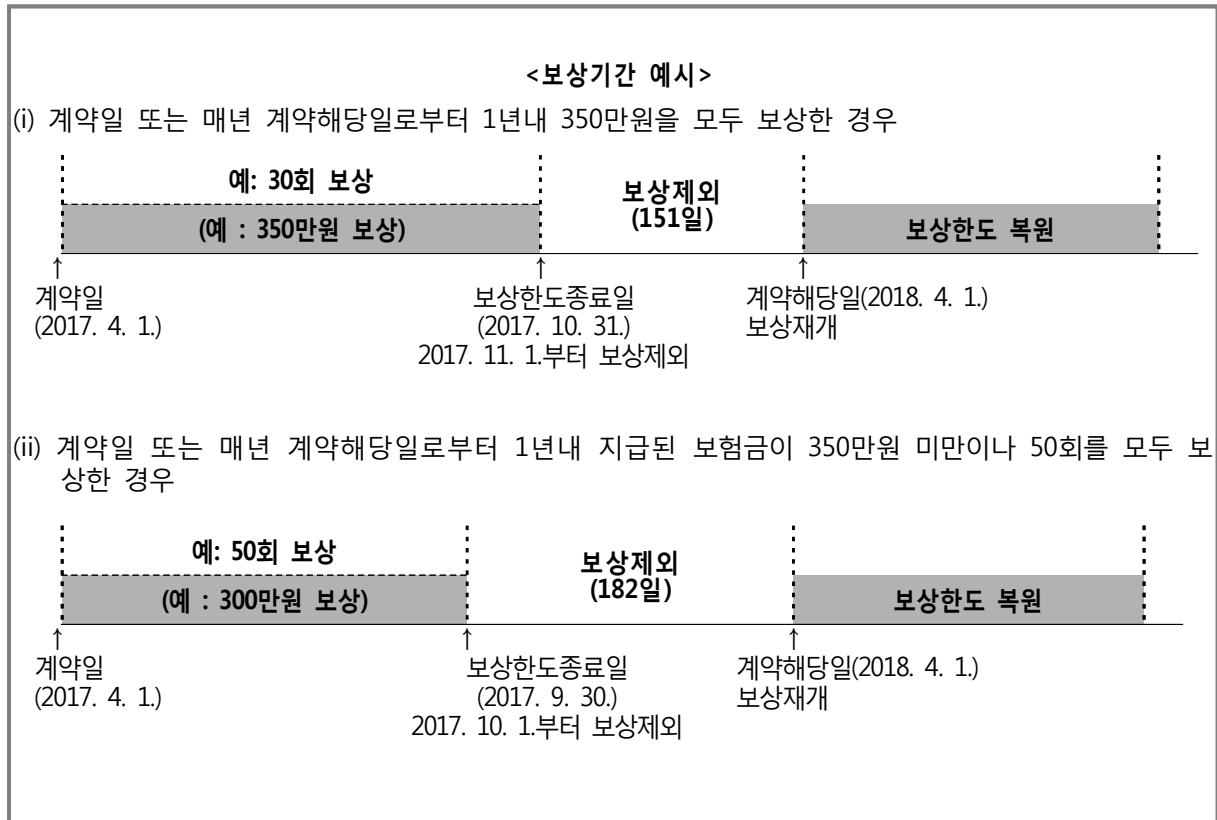 <보상기간 예시>
(i) 계약일 또는 매년 계약해당일로부터 1년내 350만원을 모두 보상한 경우
예: 30회 보상
(예 : 350만원 보상)
보상제외
(151일)
보상한도 복원
↑
계약일
(2017. 4. 1.)
↑
보상한도종료일
(2017. 10. 31.)
2017. 11. 1.부터 보상제외
↑
계약해당일(2018. 4. 1.)
보상재개
(ii) 계약일 또는 매년 계약해당일로부터 1년내 지급된 보험금이 350만원 미만이나 50회를 모두 보
상한 경우
예: 50회 보상
(예 : 300만원 보상)
보상제외
(182일)
보상한도 복원
↑
계약일
(2017. 4. 1.)
↑
보상한도종료일
(2017. 9. 30.)
2017. 10. 1.부터 보상제외
↑
계약해당일(2018. 4. 1.)
보상재개